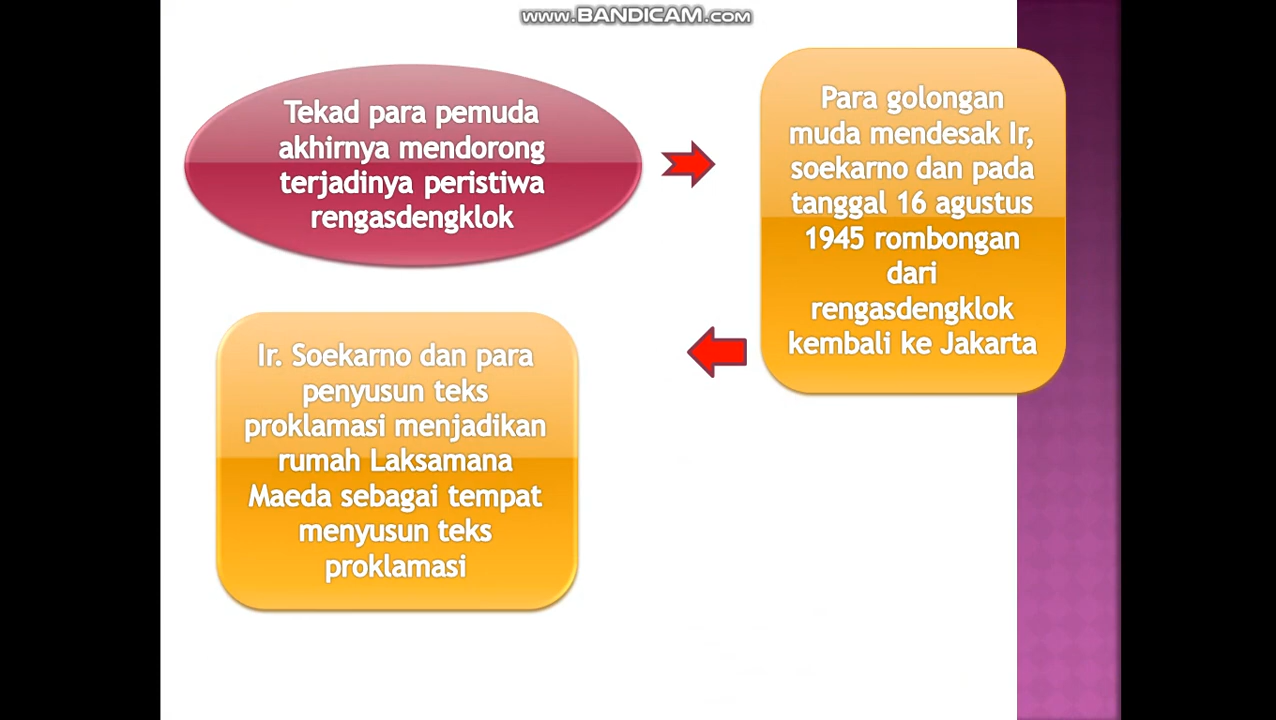 www.BANDICAM.com
Tekad para pemuda
akhirnya mendorong
terjadinya peristiwa
rengasdengklok
Para golongan
muda mendesak Ir,
soekarno dan pada
tanggal 16 agustus
1945 rombongan
dari
rengasdengklok
kembali ke Jakarta
Ir. Soekarno dan para
penyusun teks
proklamasi menjadikan
rumah Laksamana
Maeda sebagai tempat
menyusun teks
proklamasi